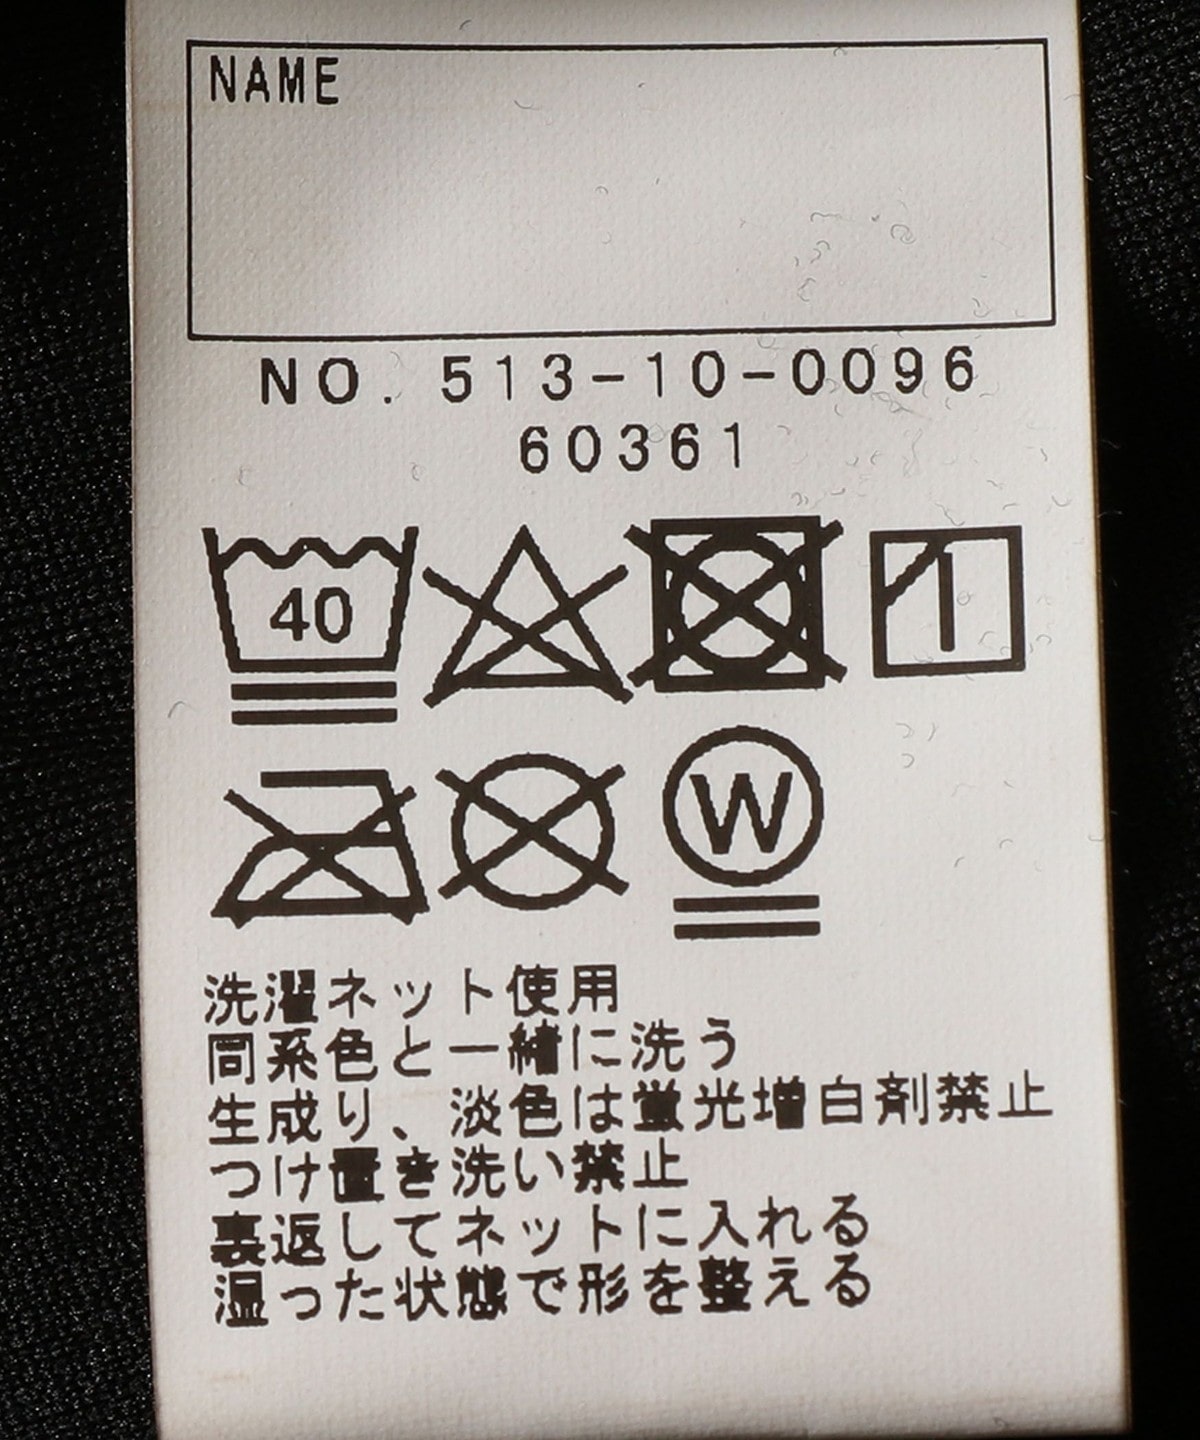 NAME
NO. 513-10-0096
60361
40
W
洗濯ネット使用
同系色と一緒に洗う
生成り、淡色は蛍光増白剤禁止
つけ置き洗い禁止
裏返してネットに入れる
湿った状態で形を整える